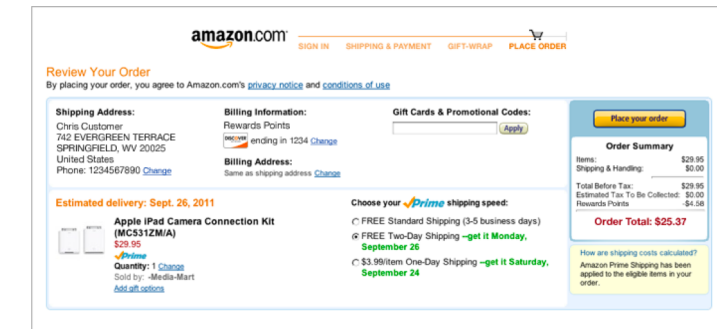 amazon.com
SIGN IN SHIPPING & PAYMENT GIFT-WRAP PLACE ORDER
Review Your Order
By placing your order, you agree to Amazon.com's privacy notice and conditions of use
Shipping Address:
Chris Customer
742 EVERGREEN TERRACE
SPRINGFIELD, WV 20025
United States
Phone: 1234567890 Change
Billing Information:
Rewards Points
DISCOVER ending in 1234 Change
Billing Address:
Same as shipping address Change
Gift Cards & Promotional Codes:
Apply
Place your order
Order Summary
Items: $29.95
Shipping & Handling: $0.00
Total Before Tax: $29.95
Estimated Tax To Be Collected: $0.00
Rewards Points -$4.58
Order Total: $25.37
How are shipping costs calculated?
Amazon Prime Shipping has been
applied to the eligible items in your
order.
Estimated delivery: Sept. 26, 2011
Apple iPad Camera Connection Kit
(MC531ZM/A)
$29.95
Prime
Quantity: 1 Change
Sold by: -Media-Mart
Add gift options
Choose your Prime shipping speed:
FREE Standard Shipping (3-5 business days)
FREE Two-Day Shipping --get it Monday,
September 26
$3.99/item One-Day Shipping --get it Saturday,
September 24